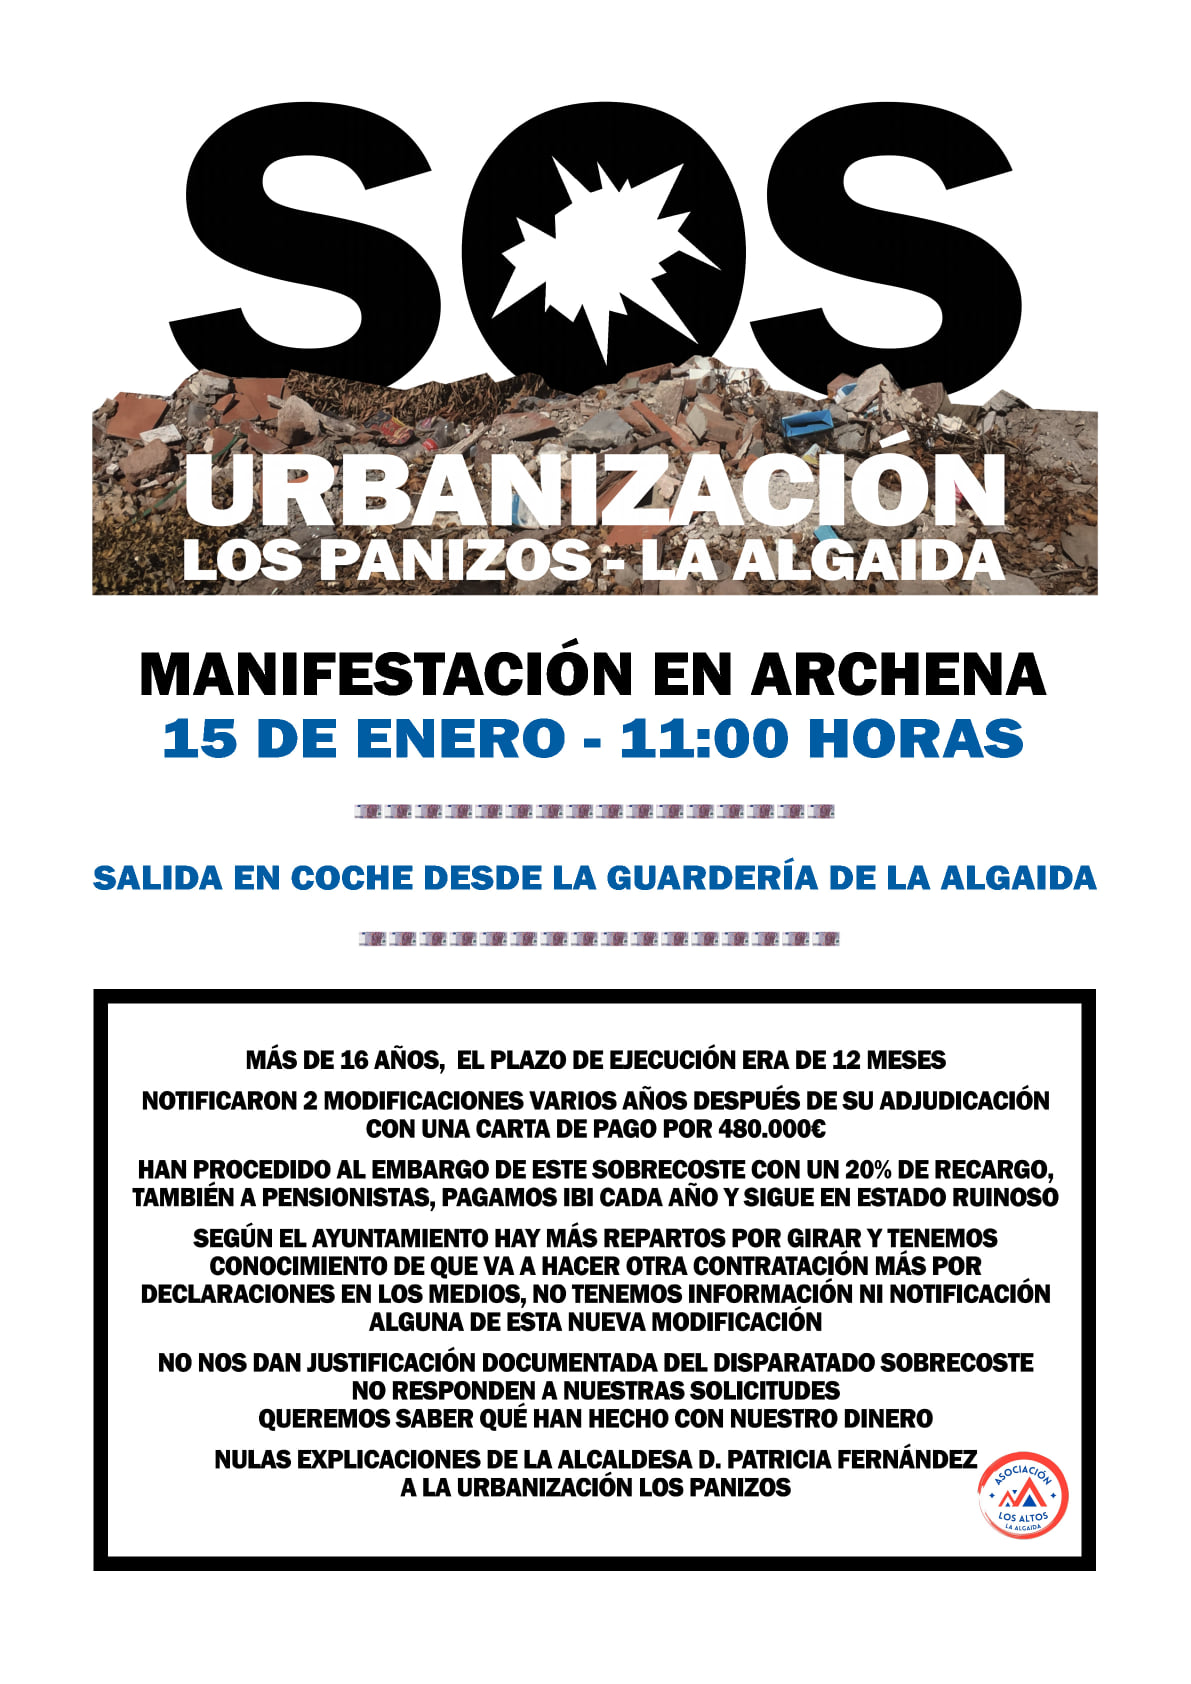 SOS
URBANIZACIÓN
LOS PANIZOS - LA ALGAIDA
MANIFESTACIÓN EN ARCHENA
15 DE ENERO - 11:00 HORAS
SALIDA EN COCHE DESDE LA GUARDERÍA DE LA ALGAIDA
MÁS DE 16 AÑOS, EL PLAZO DE EJECUCIÓN ERA DE 12 MESES
NOTIFICARON 2 MODIFICACIONES VARIOS AÑOS DESPUÉS DE SU ADJUDICACIÓN
CON UNA CARTA DE PAGO POR 480.000€
HAN PROCEDIDO AL EMBARGO DE ESTE SOBRECOSTE CON UN 20% DE RECARGO,
TAMBIÉN A PENSIONISTAS, PAGAMOS IBI CADA AÑO Y SIGUE EN ESTADO RUINOSO
SEGÚN EL AYUNTAMIENTO HAY MÁS REPARTOS POR GIRAR Y TENEMOS
CONOCIMIENTO DE QUE VA A HACER OTRA CONTRATACIÓN MÁS POR
DECLARACIONES EN LOS MEDIOS, NO TENEMOS INFORMACIÓN NI NOTIFICACIÓN
ALGUNA DE ESTA NUEVA MODIFICACIÓN
NO NOS DAN JUSTIFICACIÓN DOCUMENTADA DEL DISPARATADO SOBRECOSTE
NO RESPONDEN A NUESTRAS SOLICITUDES
QUEREMOS SABER QUÉ HAN HECHO CON NUESTRO DINERO
NULAS EXPLICACIONES DE LA ALCALDESA D. PATRICIA FERNÁNDEZ
A LA URBANIZACIÓN LOS PANIZOS
ASOCIACIÓN
LOS ALTOS
LA ALGAIDA